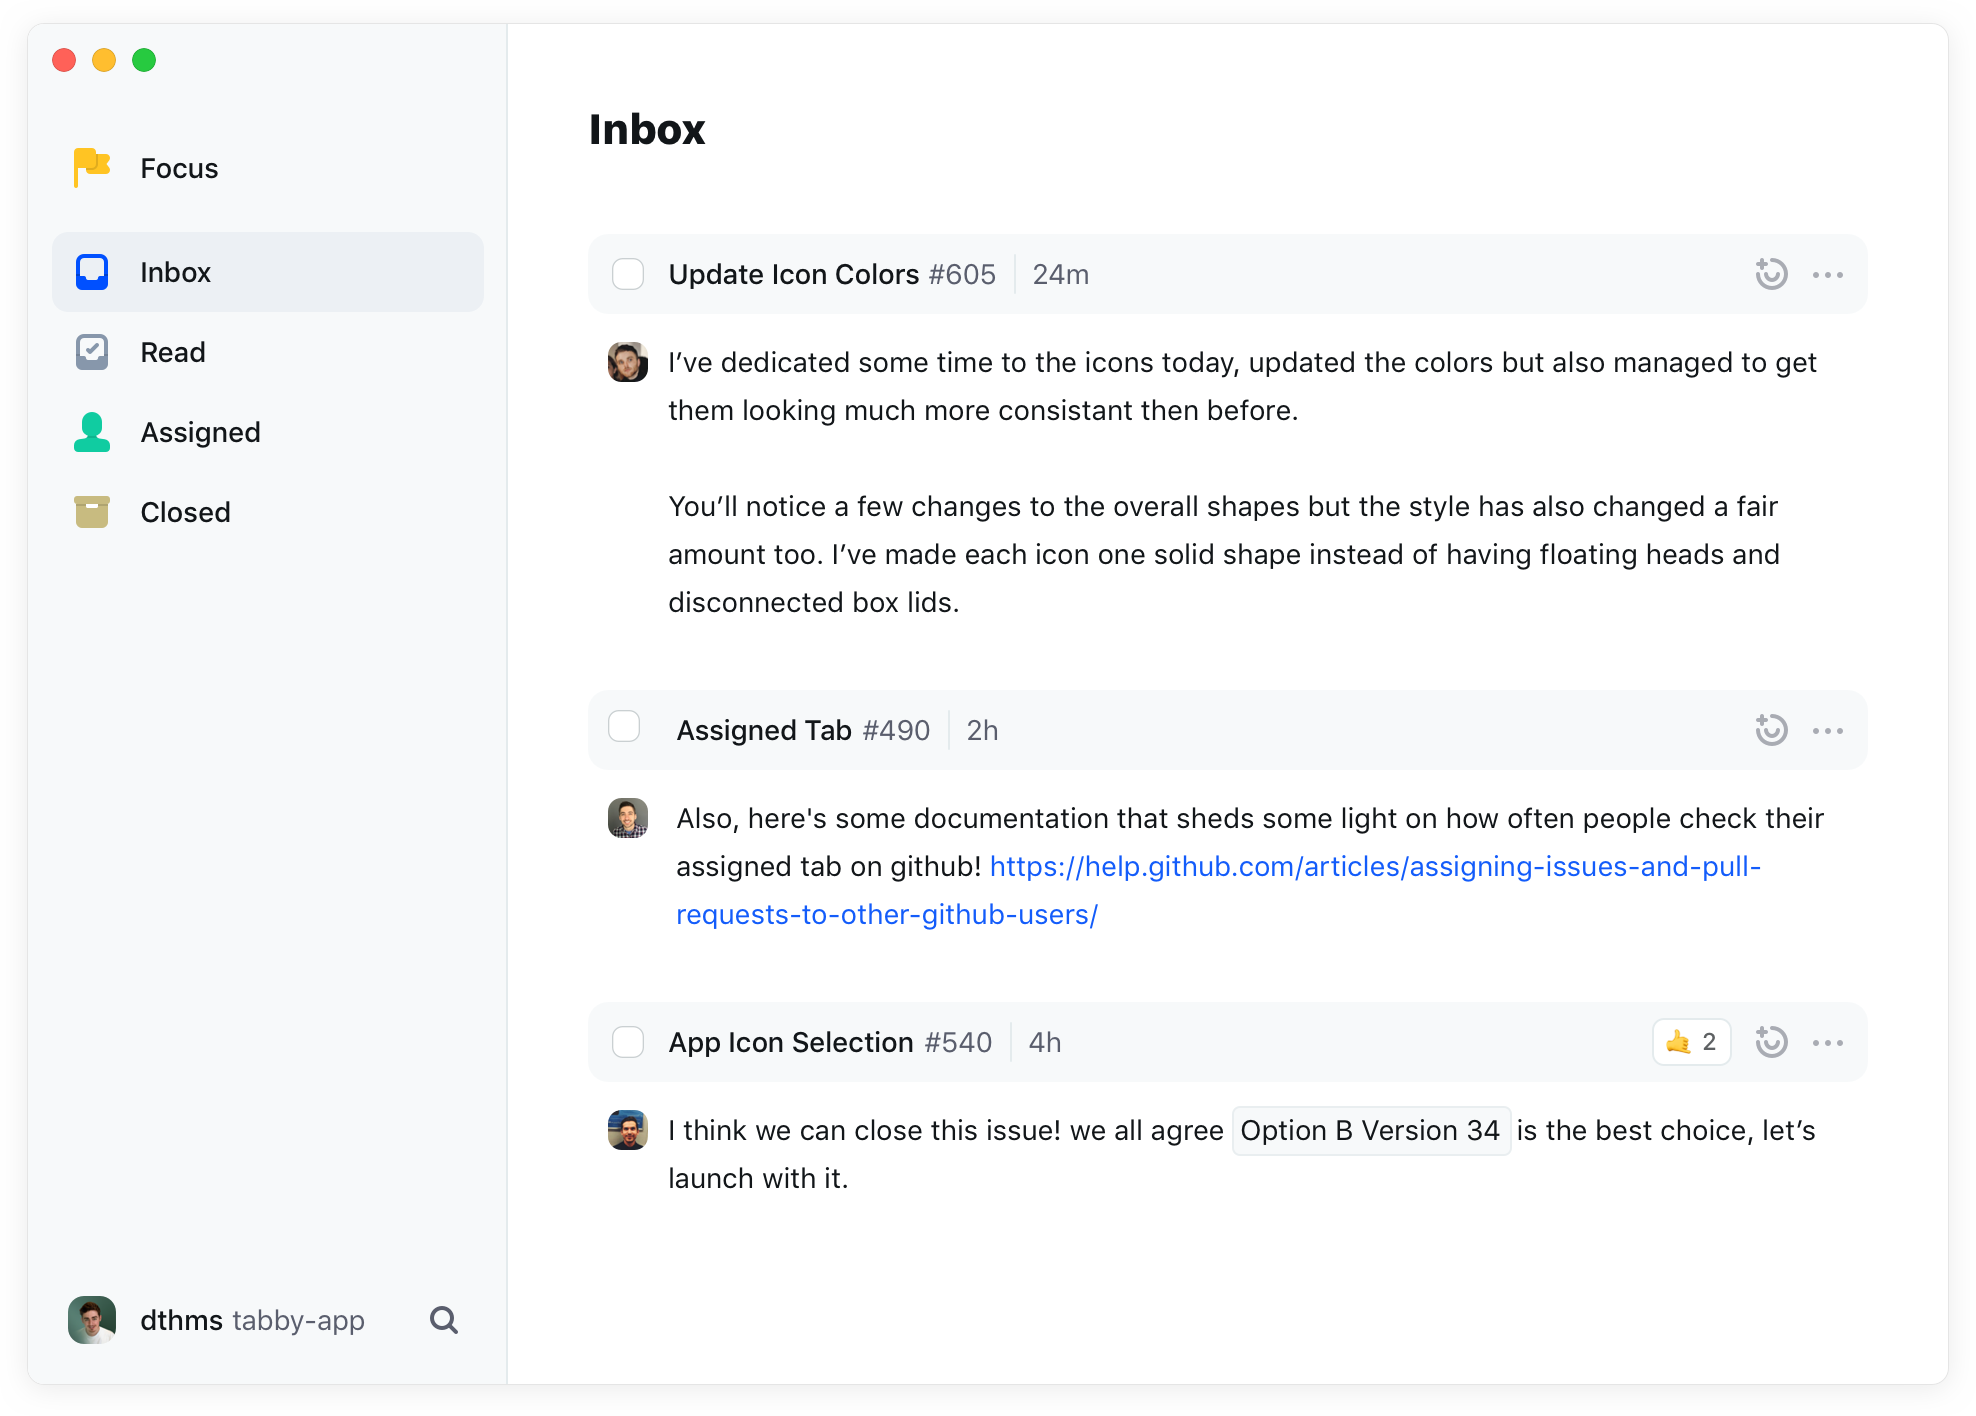 Focus
Inbox
Read
Assigned
Closed
dthms tabby-app
Inbox
Update Icon Colors #605 24m
I’ve dedicated some time to the icons today, updated the colors but also managed to get
them looking much more consistant then before.
You’ll notice a few changes to the overall shapes but the style has also changed a fair
amount too. I’ve made each icon one solid shape instead of having floating heads and
disconnected box lids.
Assigned Tab #490 2h
Also, here's some documentation that sheds some light on how often people check their
assigned tab on github! https://help.github.com/articles/assigning-issues-and-pull-
requests-to-other-github-users/
App Icon Selection #540 4h 🤙 2
I think we can close this issue! we all agree Option B Version 34 is the best choice, let’s
launch with it.